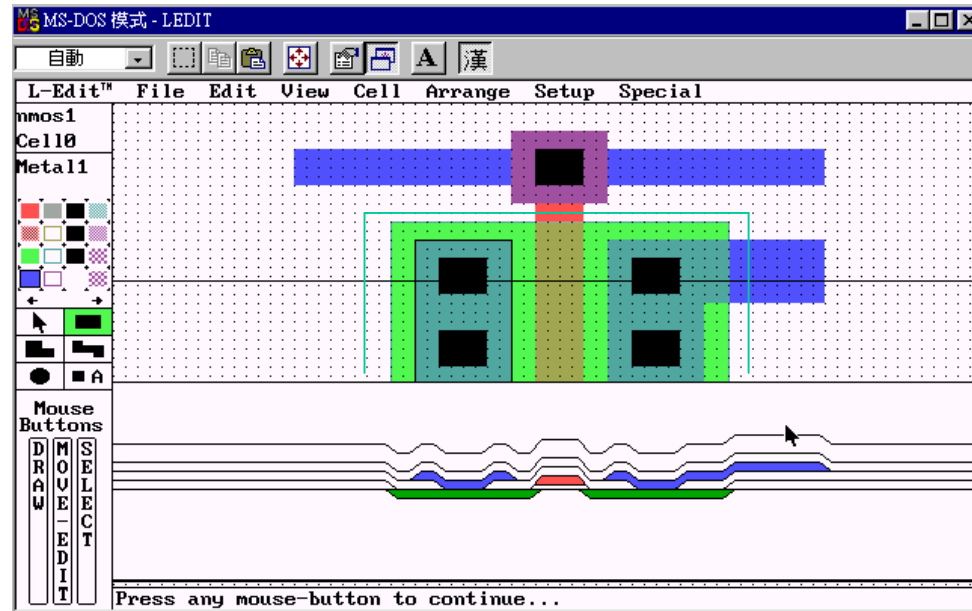 MS-DOS 模式 - LEDIT
自動
A 漢
L-Edit™ File Edit View Cell Arrange Setup Special
nmos1
Cell0
Metal1
A
Mouse
Buttons
DRAW
MOVE-EDIT
SELECT
Press any mouse-button to continue...